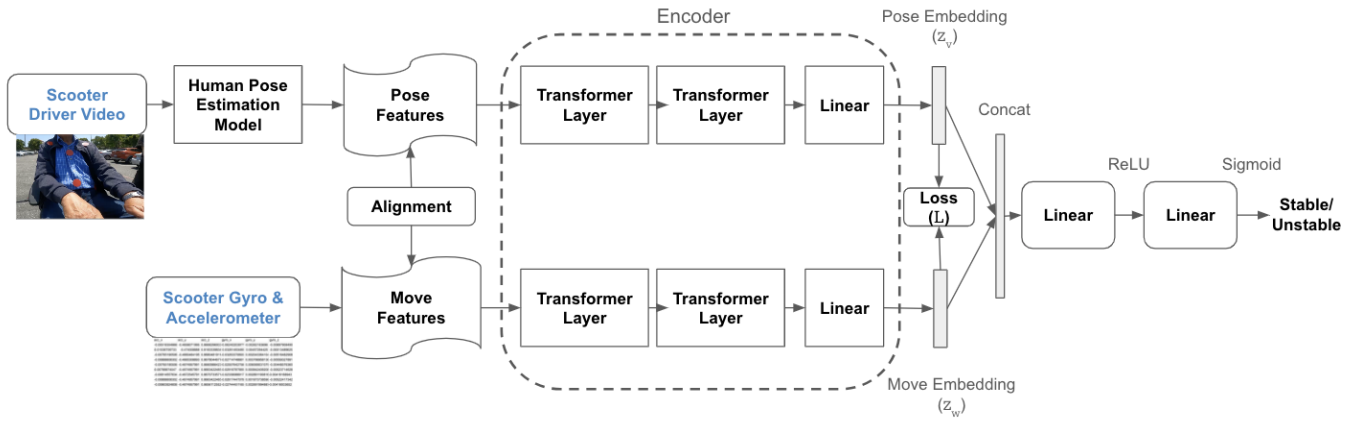 Encoder
Pose Embedding
(z_v)
Scooter
Driver Video
Human Pose
Estimation
Model
Pose
Features
Transformer
Layer
Transformer
Layer
Linear
Concat
Alignment
Loss
(L)
Linear
ReLU
Linear
Sigmoid
Stable/
Unstable
Scooter Gyro &
Accelerometer
Move
Features
Transformer
Layer
Transformer
Layer
Linear
Move Embedding
(z_w)